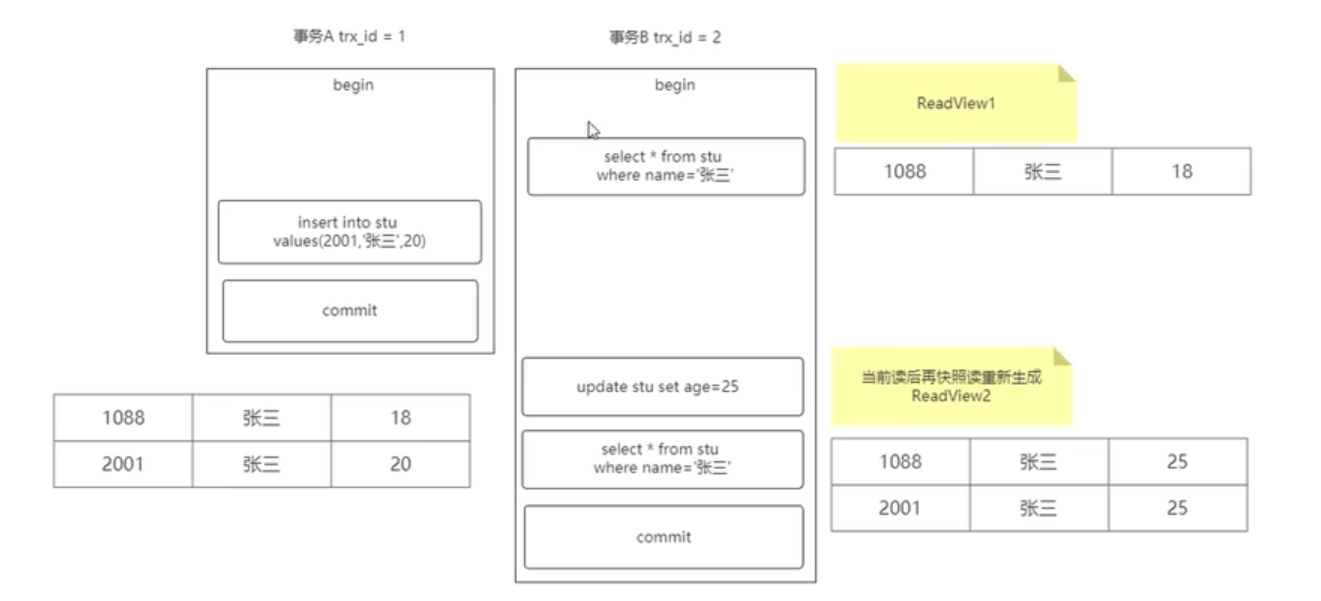 事务A trx_id = 1
事务B trx_id = 2
begin
begin
ReadView1
select * from stu
where name='张三'
1088 张三 18
insert into stu
values(2001,'张三',20)
commit
update stu set age=25
当前读后再快照读重新生成
ReadView2
1088 张三 18
2001 张三 20
select * from stu
where name='张三'
1088 张三 25
2001 张三 25
commit